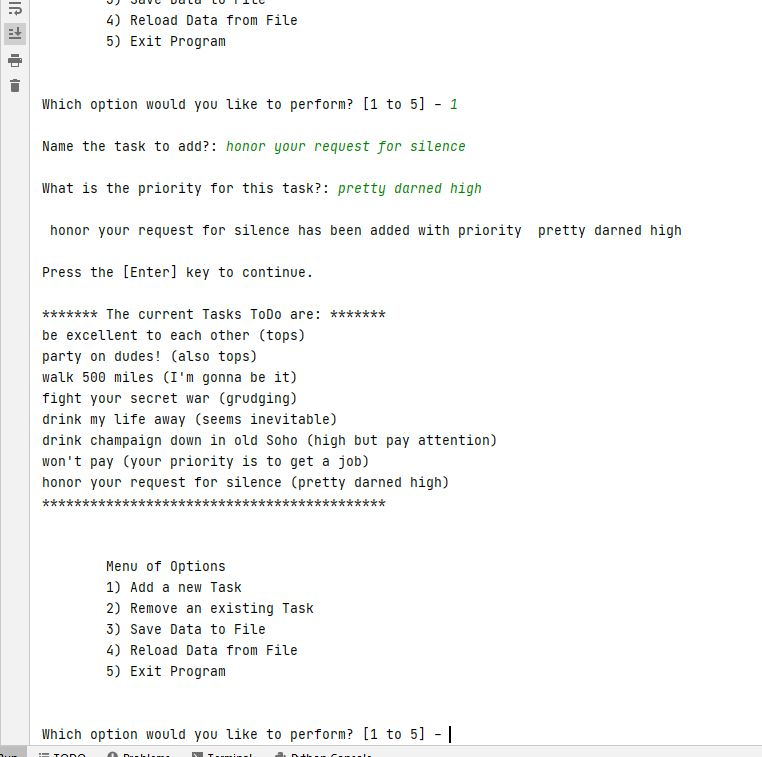 3) Save Data to File
4) Reload Data from File
5) Exit Program
Which option would you like to perform? [1 to 5] - 1
Name the task to add?: honor your request for silence
What is the priority for this task?: pretty darned high
honor your request for silence has been added with priority  pretty darned high
Press the [Enter] key to continue.
******* The current Tasks ToDo are: *******
be excellent to each other (tops)
party on dudes! (also tops)
walk 500 miles (I'm gonna be it)
fight your secret war (grudging)
drink my life away (seems inevitable)
drink champaign down in old Soho (high but pay attention)
won't pay (your priority is to get a job)
honor your request for silence (pretty darned high)
*******************************************
Menu of Options
1) Add a new Task
2) Remove an existing Task
3) Save Data to File
4) Reload Data from File
5) Exit Program
Which option would you like to perform? [1 to 5] -
Run TODO Problems Terminal Python Console